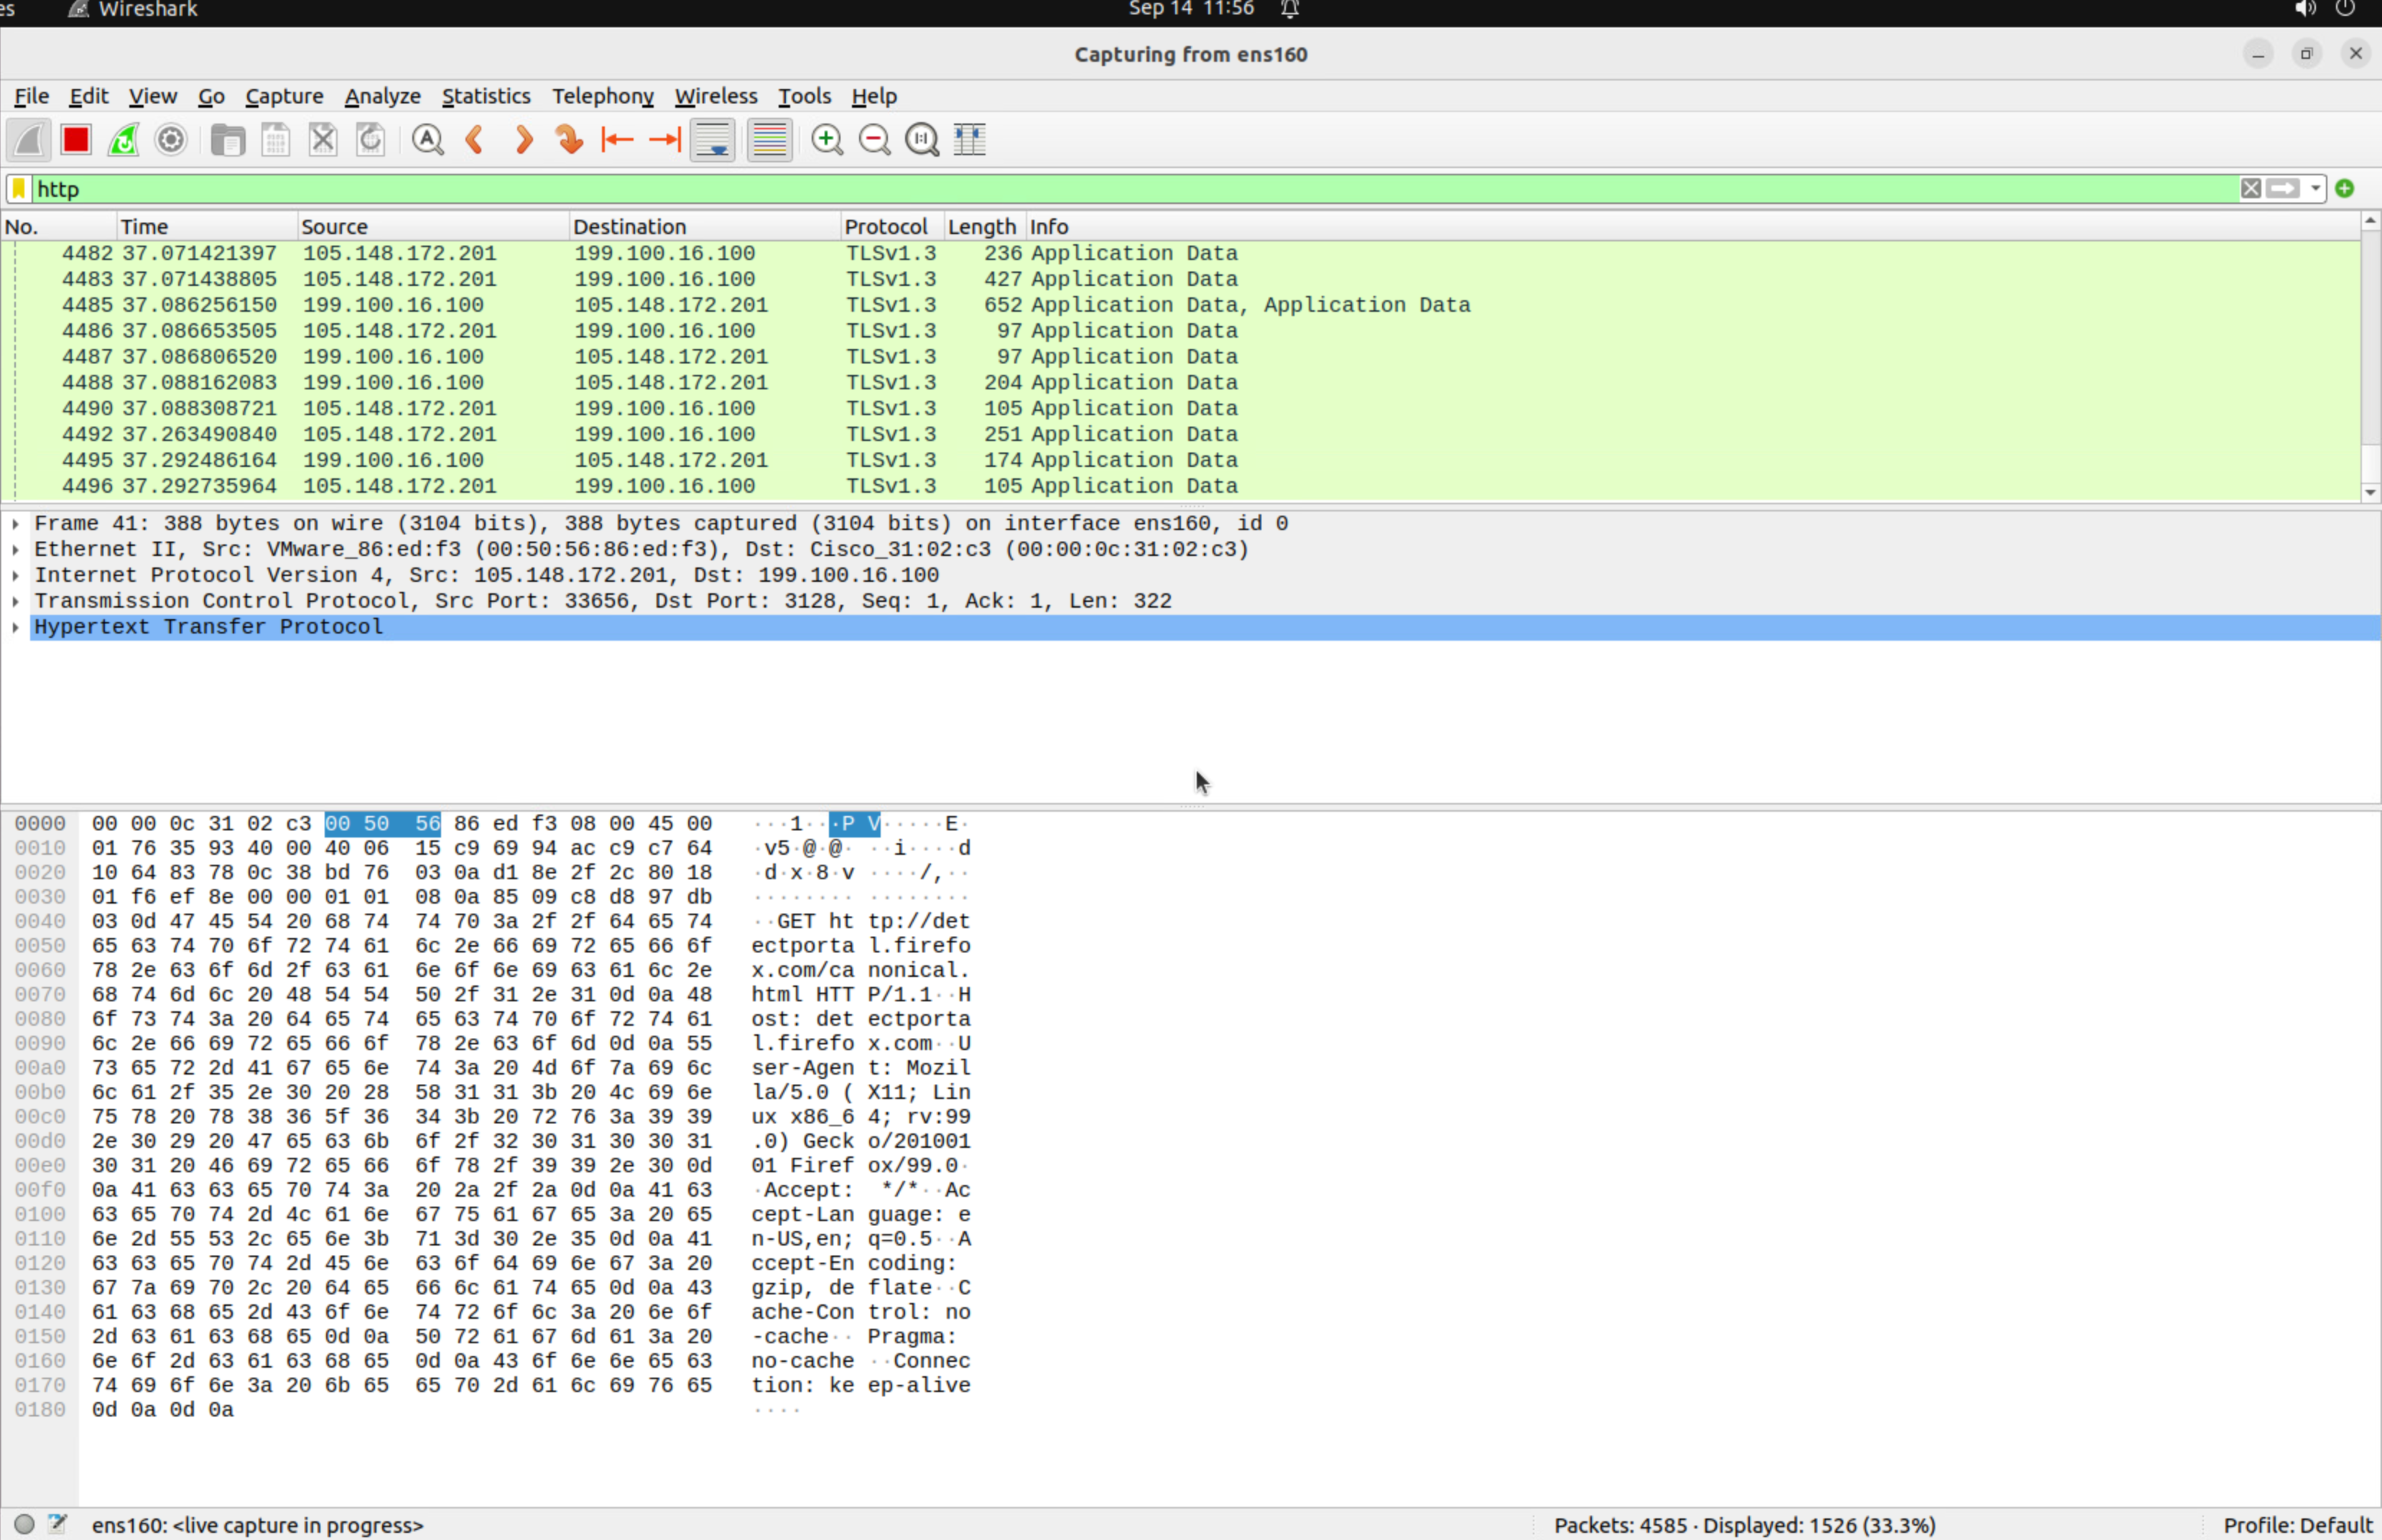 es Wireshark Sep 14 11:56
Capturing from ens160
File Edit View Go Capture Analyze Statistics Telephony Wireless Tools Help
http
No. Time Source Destination Protocol Length Info
4482 37.071421397 105.148.172.201 199.100.16.100 TLSv1.3 236 Application Data
4483 37.071438805 105.148.172.201 199.100.16.100 TLSv1.3 427 Application Data
4485 37.086256150 199.100.16.100 105.148.172.201 TLSv1.3 652 Application Data, Application Data
4486 37.086653505 105.148.172.201 199.100.16.100 TLSv1.3 97 Application Data
4487 37.086806520 199.100.16.100 105.148.172.201 TLSv1.3 97 Application Data
4488 37.088162083 199.100.16.100 105.148.172.201 TLSv1.3 204 Application Data
4490 37.088308721 105.148.172.201 199.100.16.100 TLSv1.3 105 Application Data
4492 37.263490840 105.148.172.201 199.100.16.100 TLSv1.3 251 Application Data
4495 37.292486164 199.100.16.100 105.148.172.201 TLSv1.3 174 Application Data
4496 37.292735964 105.148.172.201 199.100.16.100 TLSv1.3 105 Application Data
Frame 41: 388 bytes on wire (3104 bits), 388 bytes captured (3104 bits) on interface ens160, id 0
Ethernet II, Src: VMware_86:ed:f3 (00:50:56:86:ed:f3), Dst: Cisco_31:02:c3 (00:00:0c:31:02:c3)
Internet Protocol Version 4, Src: 105.148.172.201, Dst: 199.100.16.100
Transmission Control Protocol, Src Port: 33656, Dst Port: 3128, Seq: 1, Ack: 1, Len: 322
Hypertext Transfer Protocol
0000 00 00 0c 31 02 c3 00 50 56 86 ed f3 08 00 45 00 ···1···P V·····E·
0010 01 76 35 93 40 00 40 06 15 c9 69 94 ac c9 c7 64 ·v5·@·@· ··i····d
0020 10 64 83 78 0c 38 bd 76 03 0a d1 8e 2f 2c 80 18 ·d·x·8·v ····/,··
0030 01 f6 ef 8e 00 00 01 01 08 0a 85 09 c8 d8 97 db ········ ········
0040 03 0d 47 45 54 20 68 74 74 70 3a 2f 2f 64 65 74 ··GET ht tp://det
0050 65 63 74 70 6f 72 74 61 6c 2e 66 69 72 65 66 6f ectporta l.firefo
0060 78 2e 63 6f 6d 2f 63 61 6e 6f 6e 69 63 61 6c 2e x.com/ca nonical.
0070 68 74 6d 6c 20 48 54 54 50 2f 31 2e 31 0d 0a 48 html HTT P/1.1··H
0080 6f 73 74 3a 20 64 65 74 65 63 74 70 6f 72 74 61 ost: det ectporta
0090 6c 2e 66 69 72 65 66 6f 78 2e 63 6f 6d 0d 0a 55 l.firefo x.com··U
00a0 73 65 72 2d 41 67 65 6e 74 3a 20 4d 6f 7a 69 6c ser-Agen t: Mozil
00b0 6c 61 2f 35 2e 30 20 28 58 31 31 3b 20 4c 69 6e la/5.0 ( X11; Lin
00c0 75 78 20 78 38 36 5f 36 34 3b 20 72 76 3a 39 39 ux x86_6 4; rv:99
00d0 2e 30 29 20 47 65 63 6b 6f 2f 32 30 31 30 30 31 .0) Geck o/201001
00e0 30 31 20 46 69 72 65 66 6f 78 2f 39 39 2e 30 0d 01 Firef ox/99.0·
00f0 0a 41 63 63 65 70 74 3a 20 2a 2f 2a 0d 0a 41 63 ·Accept: */*··Ac
0100 63 65 70 74 2d 4c 61 6e 67 75 61 67 65 3a 20 65 cept-Lan guage: e
0110 6e 2d 55 53 2c 65 6e 3b 71 3d 30 2e 35 0d 0a 41 n-US,en; q=0.5··A
0120 63 63 65 70 74 2d 45 6e 63 6f 64 69 6e 67 3a 20 ccept-En coding:
0130 67 7a 69 70 2c 20 64 65 66 6c 61 74 65 0d 0a 43 gzip, de flate··C
0140 61 63 68 65 2d 43 6f 6e 74 72 6f 6c 3a 20 6e 6f ache-Con trol: no
0150 2d 63 61 63 68 65 0d 0a 50 72 61 67 6d 61 3a 20 -cache·· Pragma:
0160 6e 6f 2d 63 61 63 68 65 0d 0a 43 6f 6e 6e 65 63 no-cache ··Connec
0170 74 69 6f 6e 3a 20 6b 65 65 70 2d 61 6c 69 76 65 tion: ke ep-alive
0180 0d 0a 0d 0a ····
ens160: <live capture in progress> Packets: 4585 · Displayed: 1526 (33.3%) Profile: Default